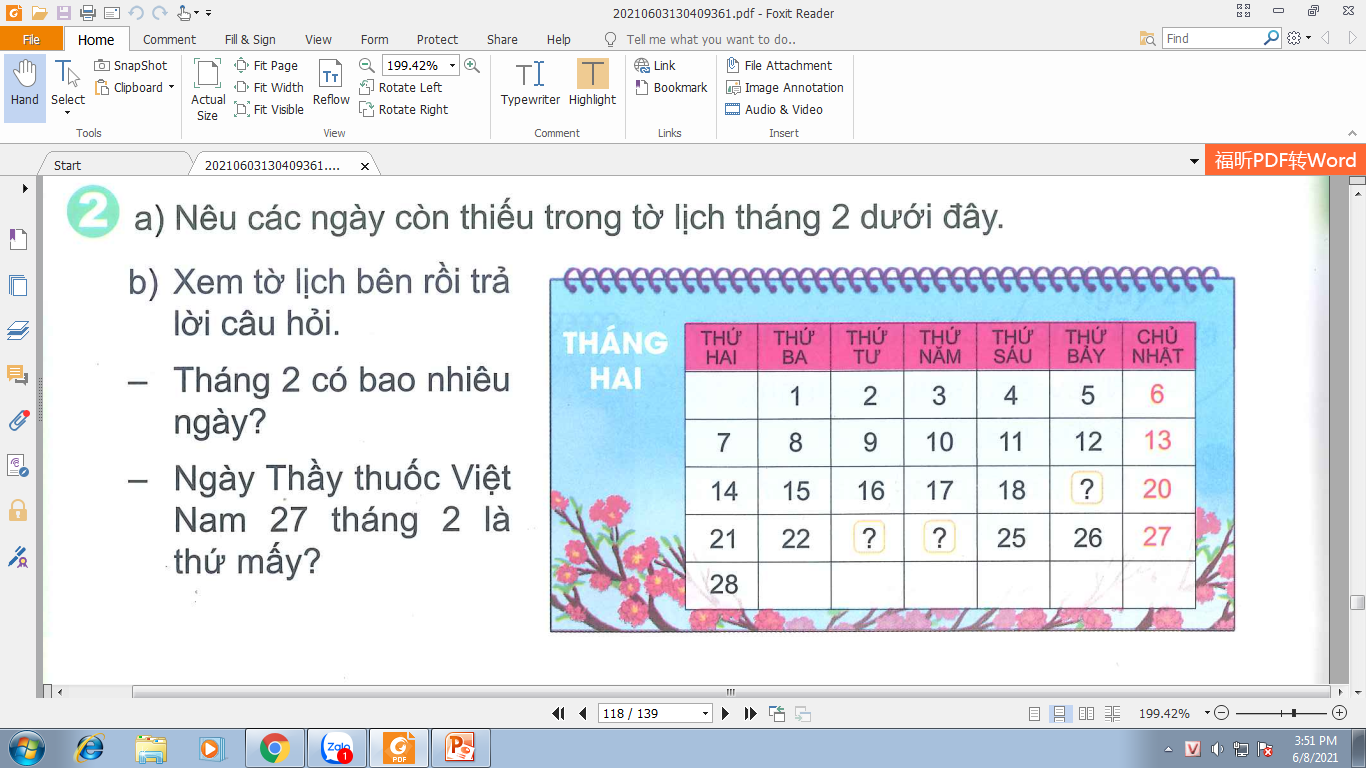 20210603130409361.pdf - Foxit Reader
File Home Comment Fill & Sign View Form Protect Share Help Tell me what you want to do.. Find
Hand Select SnapShot Clipboard Actual Size Fit Page Fit Width Fit Visible Reflow 199.42% Rotate Left Rotate Right Typewriter Highlight Link Bookmark File Attachment Image Annotation Audio & Video
Tools View Comment Links Insert
Start 20210603130409361.... 福昕PDF转Word
2 a) Nêu các ngày còn thiếu trong tờ lịch tháng 2 dưới đây.
b) Xem tờ lịch bên rồi trả
lời câu hỏi.
– Tháng 2 có bao nhiêu
ngày?
– Ngày Thầy thuốc Việt
Nam 27 tháng 2 là
thứ mấy?
THÁNG
HAI
THỨ HAI THỨ BA THỨ TƯ THỨ NĂM THỨ SÁU THỨ BẢY CHỦ NHẬT
1 2 3 4 5 6
7 8 9 10 11 12 13
14 15 16 17 18 ? 20
21 22 ? ? 25 26 27
28
118 / 139 199.42%
Zalo 1 PDF V 3:51 PM
6/8/2021